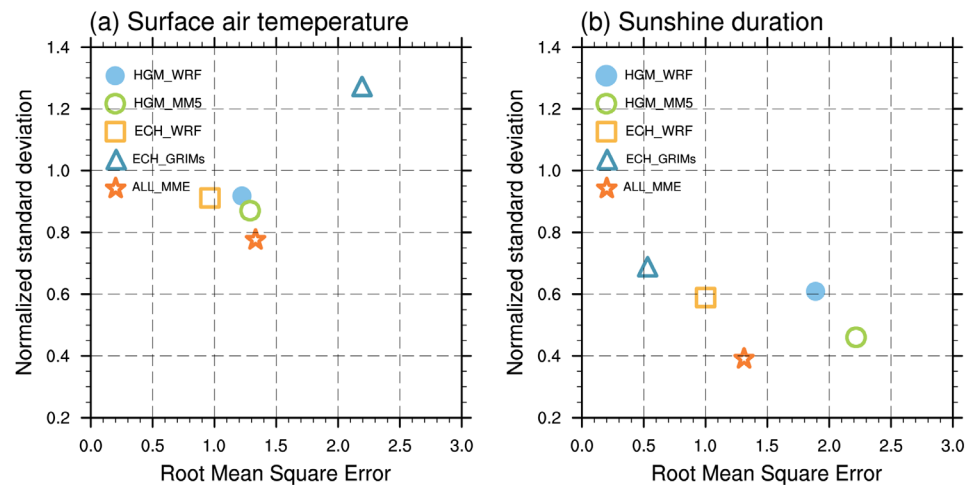 (a) Surface air temeperature
1.4
1.2
1.0
0.8
0.6
0.4
0.2
Normalized standard deviation
HGM_WRF
HGM_MM5
ECH_WRF
ECH_GRIMs
ALL_MME
0.0 0.5 1.0 1.5 2.0 2.5 3.0
Root Mean Square Error
(b) Sunshine duration
1.4
1.2
1.0
0.8
0.6
0.4
0.2
Normalized standard deviation
HGM_WRF
HGM_MM5
ECH_WRF
ECH_GRIMs
ALL_MME
0.0 0.5 1.0 1.5 2.0 2.5 3.0
Root Mean Square Error